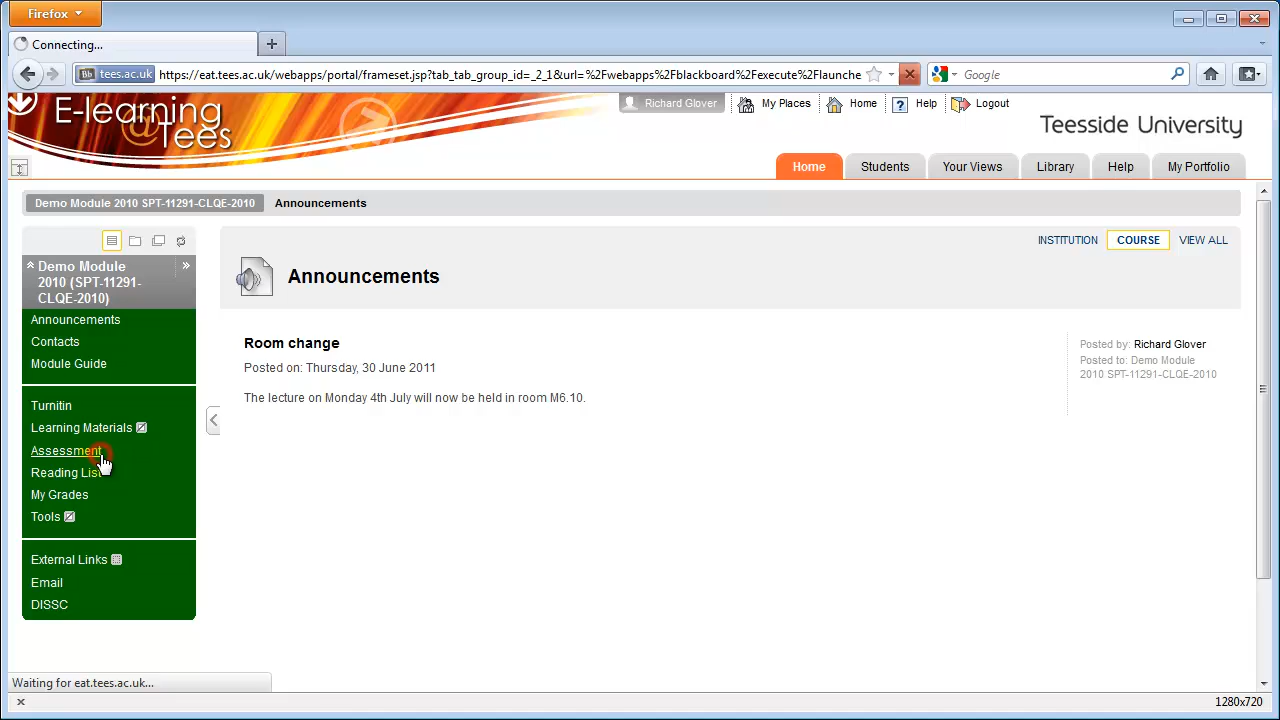 Firefox
Connecting...
tees.ac.uk https://eat.tees.ac.uk/webapps/portal/frameset.jsp?tab_tab_group_id=_2_1&url=%2Fwebapps%2Fblackboard%2Fexecute%2Flaunche
Google
E-learning
@Tees
Richard Glover
My Places
Home
Help
Logout
Teesside University
Home
Students
Your Views
Library
Help
My Portfolio
Demo Module 2010 SPT-11291-CLQE-2010
Announcements
INSTITUTION
COURSE
VIEW ALL
Demo Module
2010 (SPT-11291-
CLQE-2010)
Announcements
Contacts
Module Guide
Turnitin
Learning Materials
Assessment
Reading List
My Grades
Tools
External Links
Email
DISSC
Announcements
Room change
Posted on: Thursday, 30 June 2011
The lecture on Monday 4th July will now be held in room M6.10.
Posted by: Richard Glover
Posted to: Demo Module
2010 SPT-11291-CLQE-2010
Waiting for eat.tees.ac.uk...
1280x720